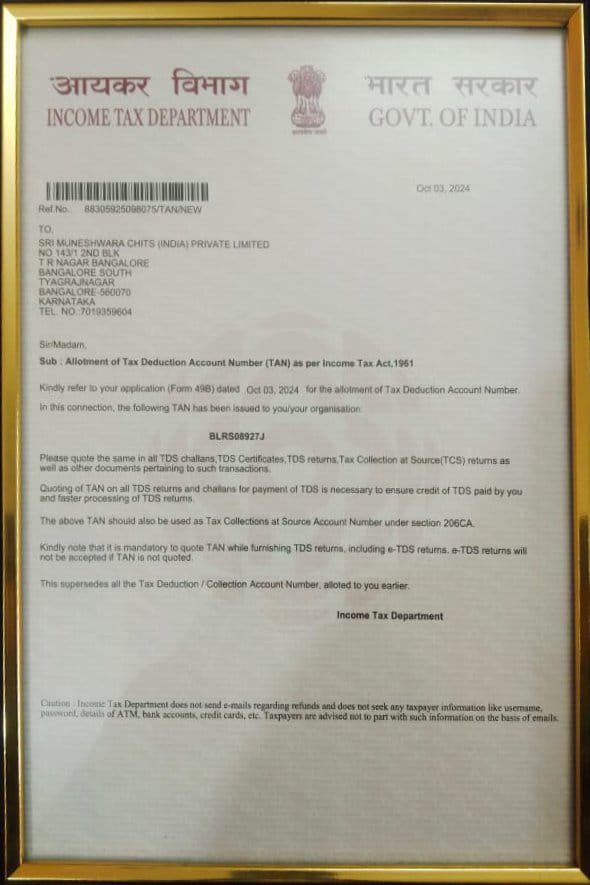 आयकर विभाग
INCOME TAX DEPARTMENT
भारत सरकार
GOVT. OF INDIA
Oct 03, 2024
Ref.No. 88305925098075/TAN/NEW
TO,
SRI MUNESHWARA CHITS (INDIA) PRIVATE LIMITED
NO 143/1 2ND BLK
T R NAGAR BANGALORE
BANGALORE SOUTH
TYAGRAJNAGAR
BANGALORE-560070
KARNATAKA
TEL. NO.:7019359604
Sir/Madam,
Sub : Allotment of Tax Deduction Account Number (TAN) as per Income Tax Act,1961
Kindly refer to your application (Form 49B) dated Oct 03, 2024 for the allotment of Tax Deduction Account Number.
In this connection, the following TAN has been issued to you/your organisation:
BLRS08927J
Please quote the same in all TDS challans,TDS Certificates,TDS returns,Tax Collection at Source(TCS) returns as
well as other documents pertaining to such transactions.
Quoting of TAN on all TDS returns and challans for payment of TDS is necessary to ensure credit of TDS paid by you
and faster processing of TDS returns.
The above TAN should also be used as Tax Collections at Source Account Number under section 206CA.
Kindly note that it is mandatory to quote TAN while furnishing TDS returns, including e-TDS returns. e-TDS returns will
not be accepted if TAN is not quoted.
This supersedes all the Tax Deduction / Collection Account Number, alloted to you earlier.
Income Tax Department
Caution : Income Tax Department does not send e-mails regarding refunds and does not seek any taxpayer information like username,
password, details of ATM, bank accounts, credit cards, etc. Taxpayers are advised not to part with such information on the basis of emails.